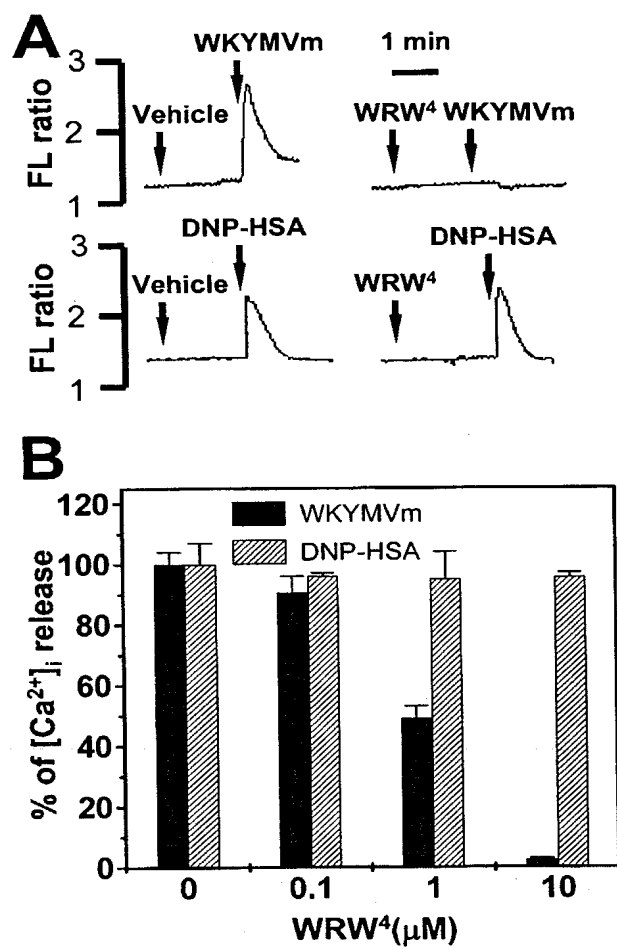 A
WKYMVm
1 min
3
Vehicle
WRW⁴ WKYMVm
2
FL ratio
1
DNP-HSA
DNP-HSA
3
Vehicle
WRW⁴
2
FL ratio
1
B
120
WKYMVm
DNP-HSA
100
80
60
40
20
0
% of [Ca²⁺]ᵢ release
0 0.1 1 10
WRW⁴(μM)